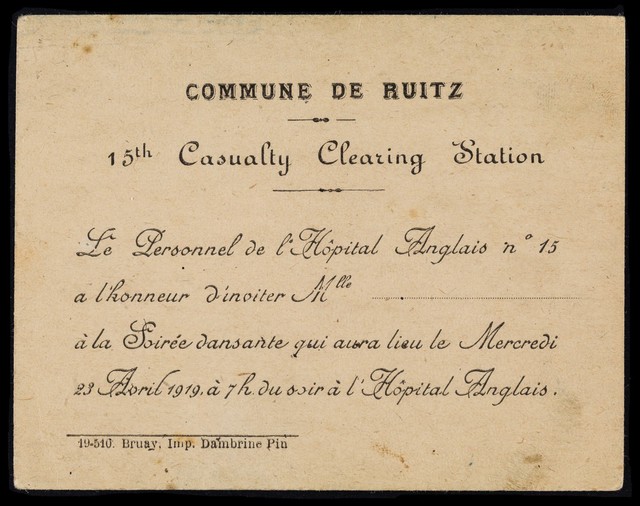 COMMUNE DE RUITZ
15th Casualty Clearing Station
Le Personnel de l'Hôpital Anglais n° 15
a l'honneur d'inviter Mlle
à la Soirée dansante qui aura lieu le Mercredi
23 Avril 1919. à 7h. du soir à l'Hôpital Anglais.
19-510. Bruay, Imp. Dambrine Pin